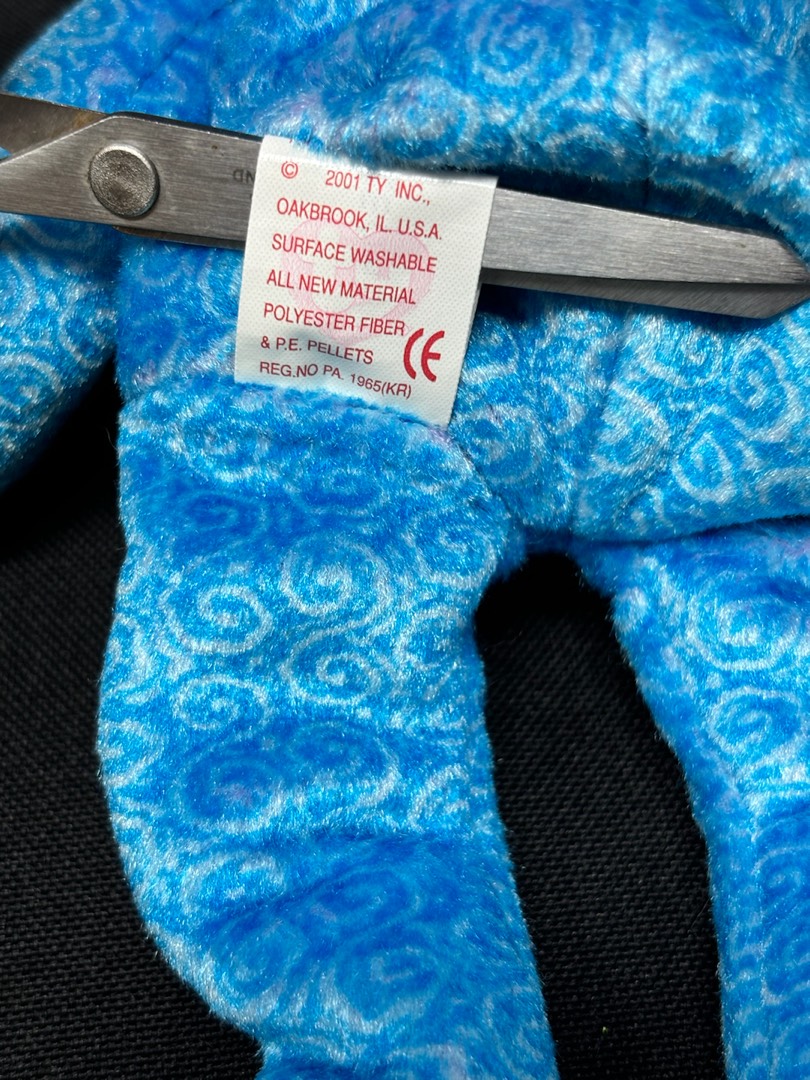 © 2001 TY INC.,
OAKBROOK, IL. U.S.A.
SURFACE WASHABLE
ALL NEW MATERIAL
POLYESTER FIBER
& P.E. PELLETS CE
REG.NO PA. 1965(KR)